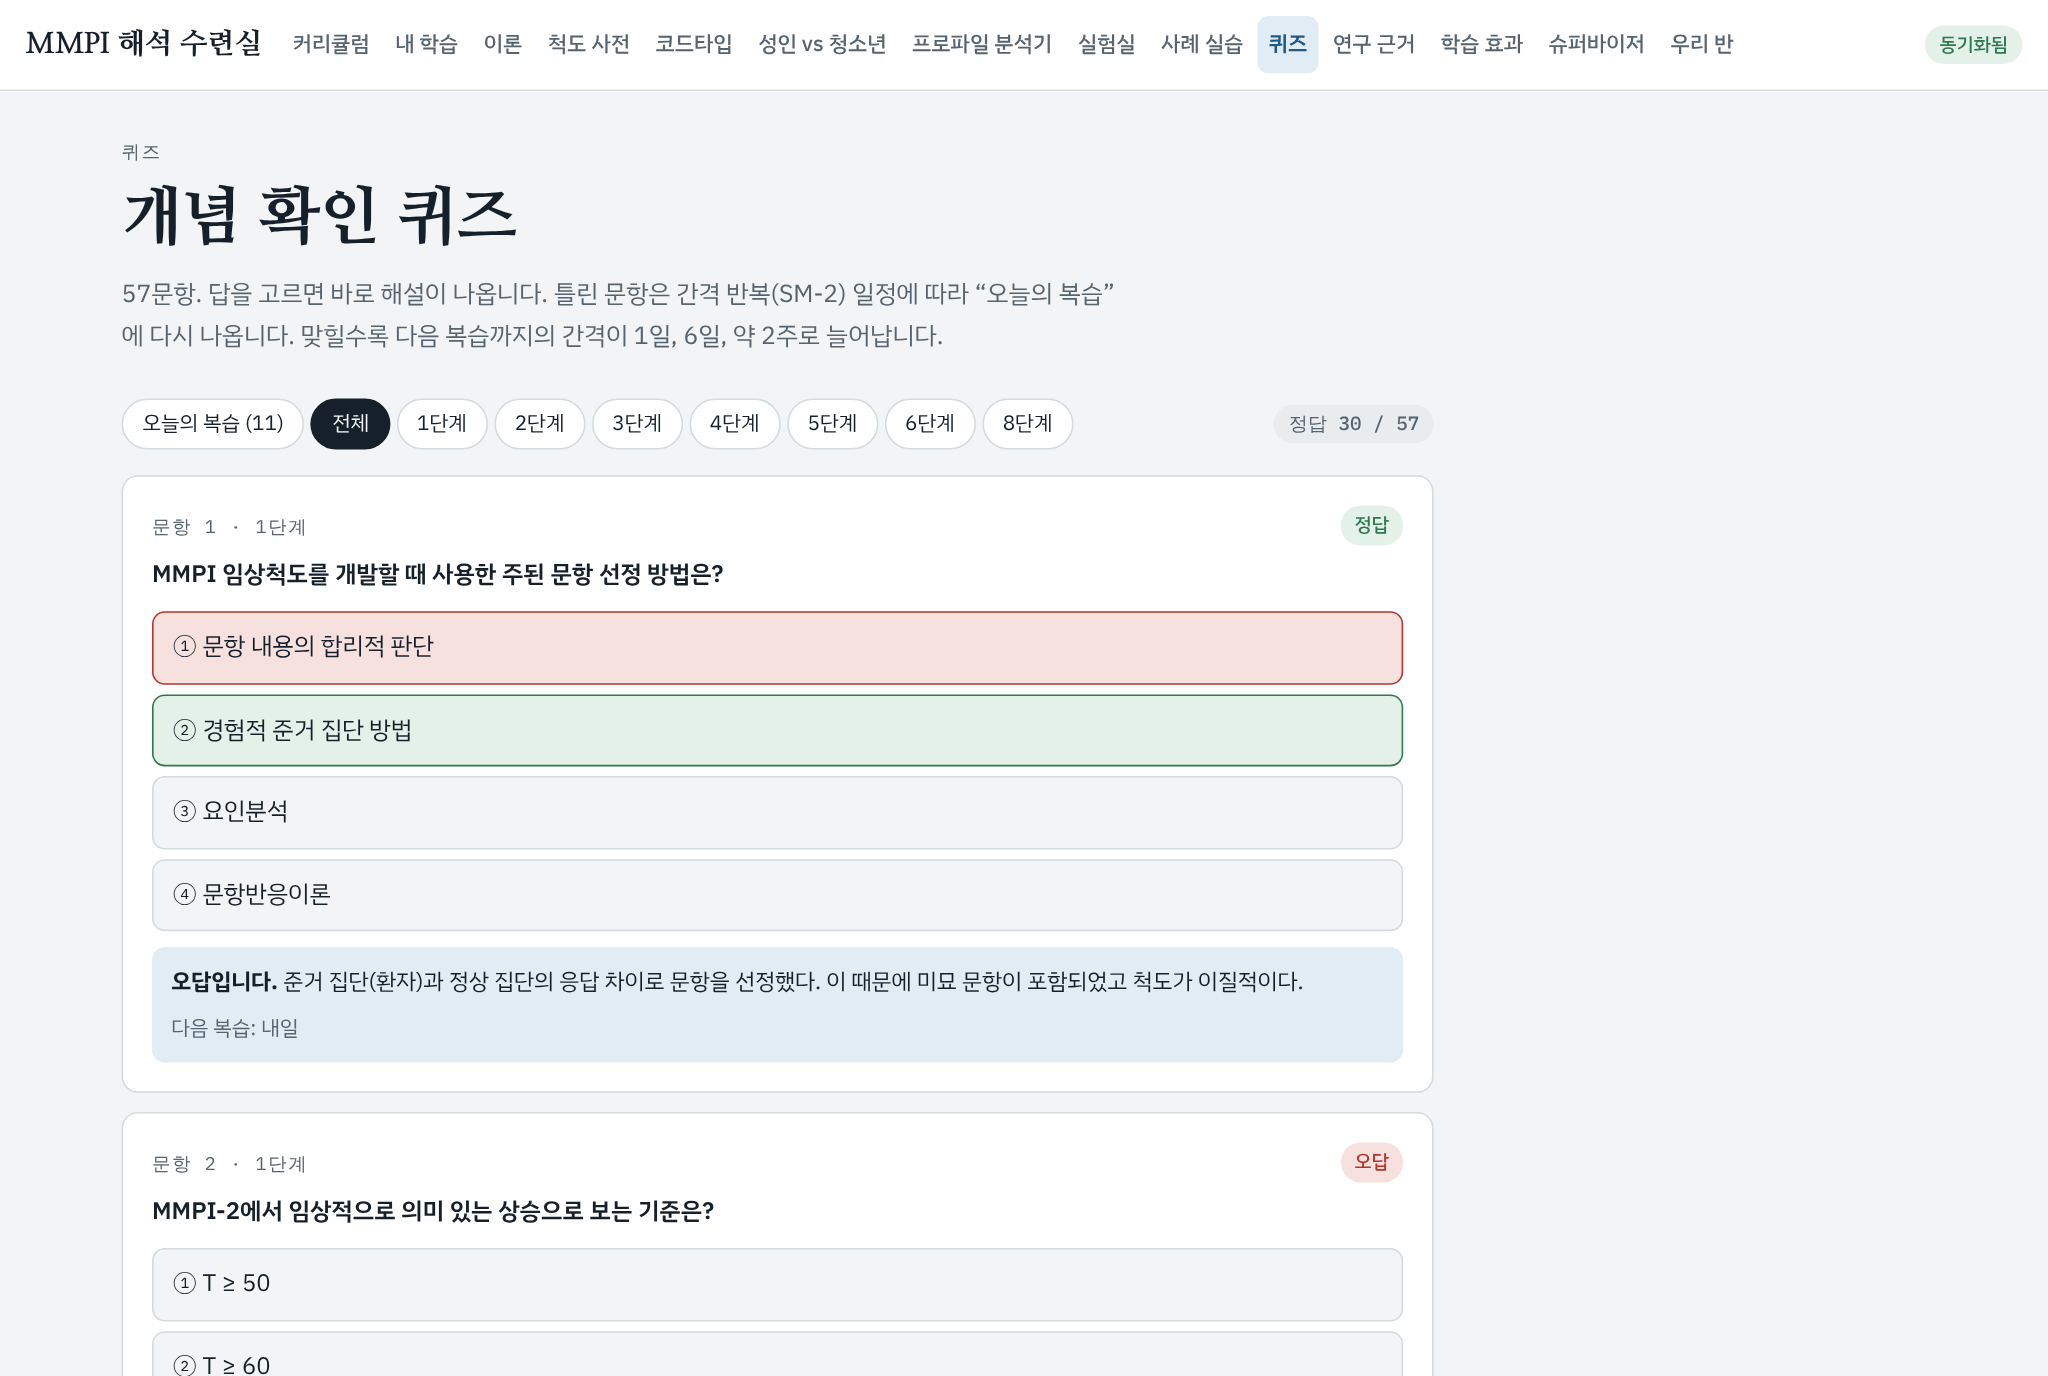 MMPI 해석 수련실 커리큘럼 내 학습 이론 척도 사전 코드타입 성인 vs 청소년 프로파일 분석기 실험실 사례 실습 퀴즈 연구 근거 학습 효과 슈퍼바이저 우리 반 동기화됨
퀴즈
개념 확인 퀴즈
57문항. 답을 고르면 바로 해설이 나옵니다. 틀린 문항은 간격 반복(SM-2) 일정에 따라 “오늘의 복습”
에 다시 나옵니다. 맞힐수록 다음 복습까지의 간격이 1일, 6일, 약 2주로 늘어납니다.
오늘의 복습 (11) 전체 1단계 2단계 3단계 4단계 5단계 6단계 8단계 정답 30 / 57
문항 1 · 1단계 정답
MMPI 임상척도를 개발할 때 사용한 주된 문항 선정 방법은?
① 문항 내용의 합리적 판단
② 경험적 준거 집단 방법
③ 요인분석
④ 문항반응이론
오답입니다. 준거 집단(환자)과 정상 집단의 응답 차이로 문항을 선정했다. 이 때문에 미묘 문항이 포함되었고 척도가 이질적이다.
다음 복습: 내일
문항 2 · 1단계 오답
MMPI-2에서 임상적으로 의미 있는 상승으로 보는 기준은?
① T ≥ 50
② T ≥ 60